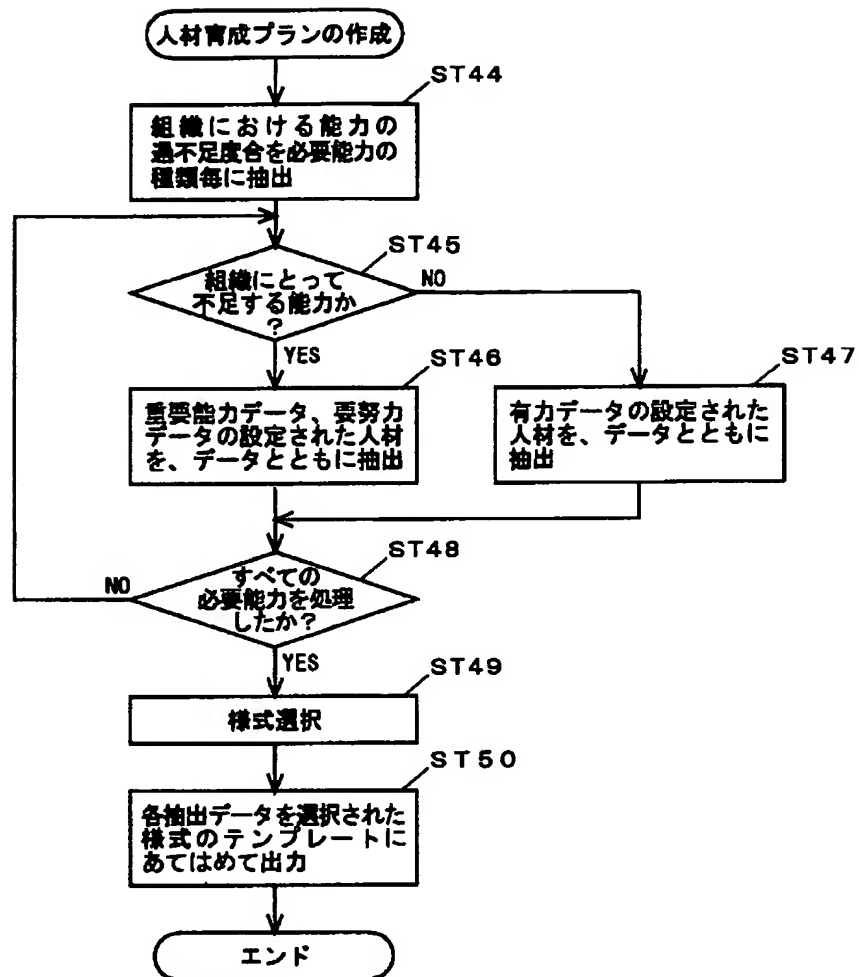 人材育成プランの作成
ST44
組織における能力の
過不足度合を必要能力の
種類毎に抽出
ST45
組織にとって
不足する能力か
?
NO
YES
ST46
重要能力データ、要努力
データの設定された人材
を、データとともに抽出
ST47
有力データの設定された
人材を、データとともに
抽出
ST48
すべての
必要能力を処理
したか?
NO
YES
ST49
様式選択
ST50
各抽出データを選択された
様式のテンプレートに
あてはめて出力
エンド